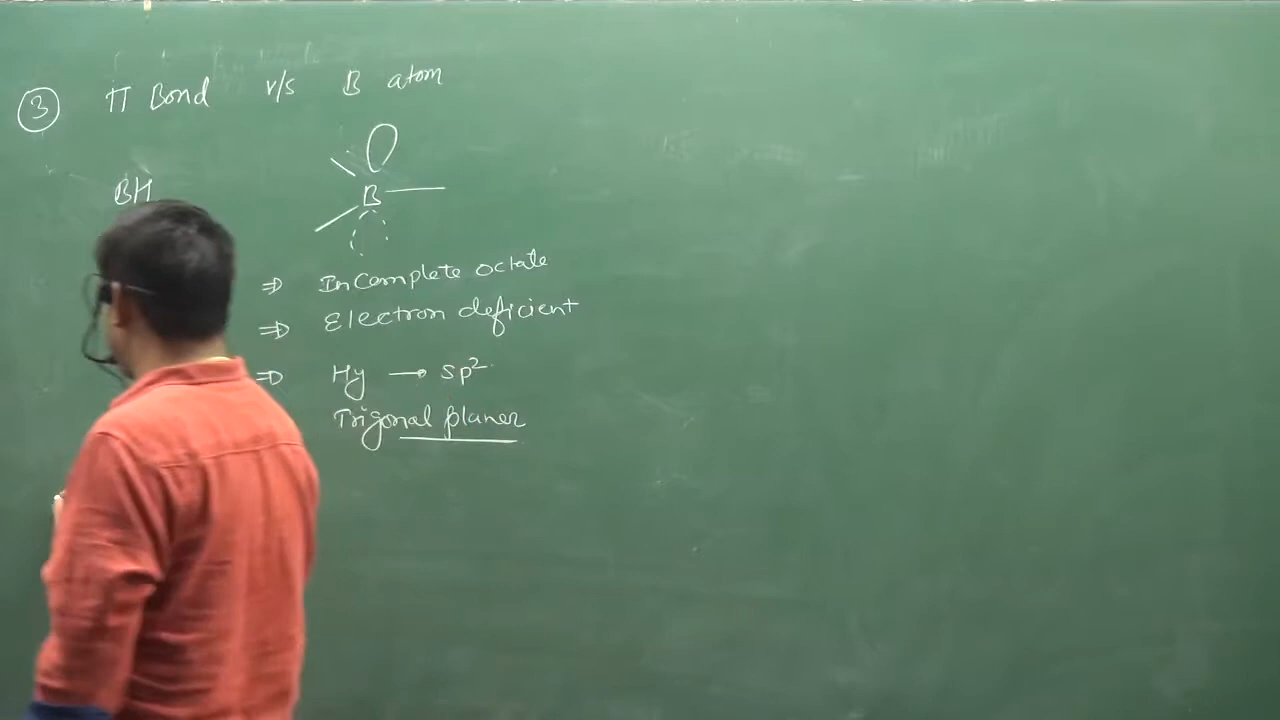 ③ π Bond v/s B atom
BH
B
⇒ Incomplete octate
⇒ Electron deficient
⇒ Hy → sp²
Trigonal planer